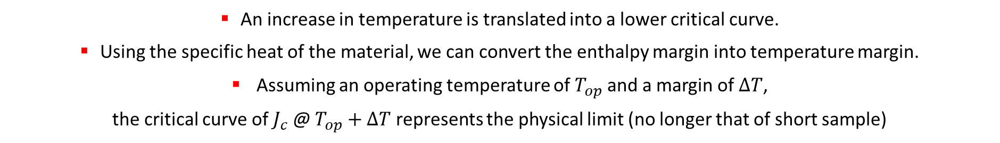 ▪ An increase in temperature is translated into a lower critical curve.
▪ Using the specific heat of the material, we can convert the enthalpy margin into temperature margin.
▪ Assuming an operating temperature of $T_{op}$ and a margin of $\Delta T$,
the critical curve of $J_c$ @ $T_{op} + \Delta T$ represents the physical limit (no longer that of short sample)